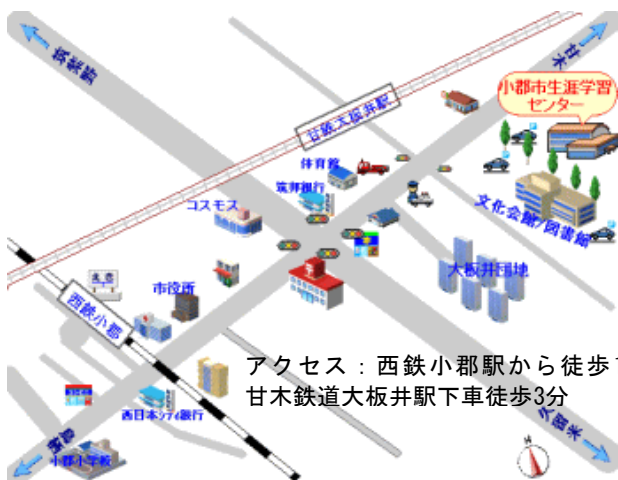 甘木
小郡市生涯学習
センター
甘鉄大板井駅
体育館
筑邦銀行
コスモス
文化会館/図書館
大板井団地
市役所
西鉄小郡
アクセス：西鉄小郡駅から徒歩
甘木鉄道大板井駅下車徒歩3分
西日本シティ銀行
久留米
小郡小学校
N